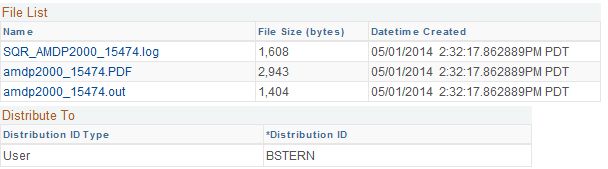 File List
Name File Size (bytes) Datetime Created
SQR_AMDP2000_15474.log 1,608 05/01/2014 2:32:17.862889PM PDT
amdp2000_15474.PDF 2,943 05/01/2014 2:32:17.862889PM PDT
amdp2000_15474.out 1,404 05/01/2014 2:32:17.862889PM PDT
Distribute To
Distribution ID Type *Distribution ID
User BSTERN